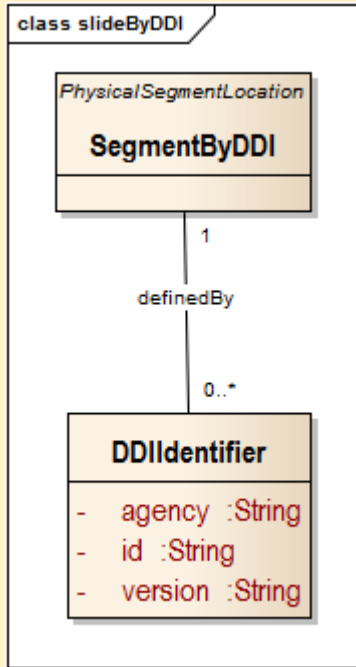 class slideByDDI
PhysicalSegmentLocation
SegmentByDDI
1
definedBy
0..*
DDIIdentifier
- agency :String
- id :String
- version :String